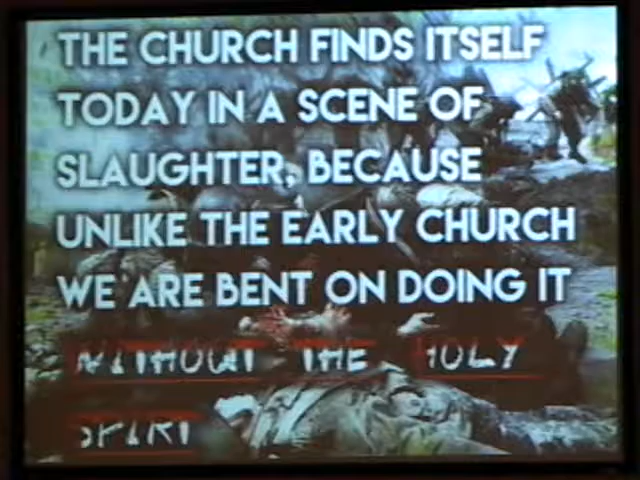 THE CHURCH FINDS ITSELF
TODAY IN A SCENE OF
SLAUGHTER, BECAUSE
UNLIKE THE EARLY CHURCH
WE ARE BENT ON DOING IT
WITHOUT THE HOLY
SPIRIT